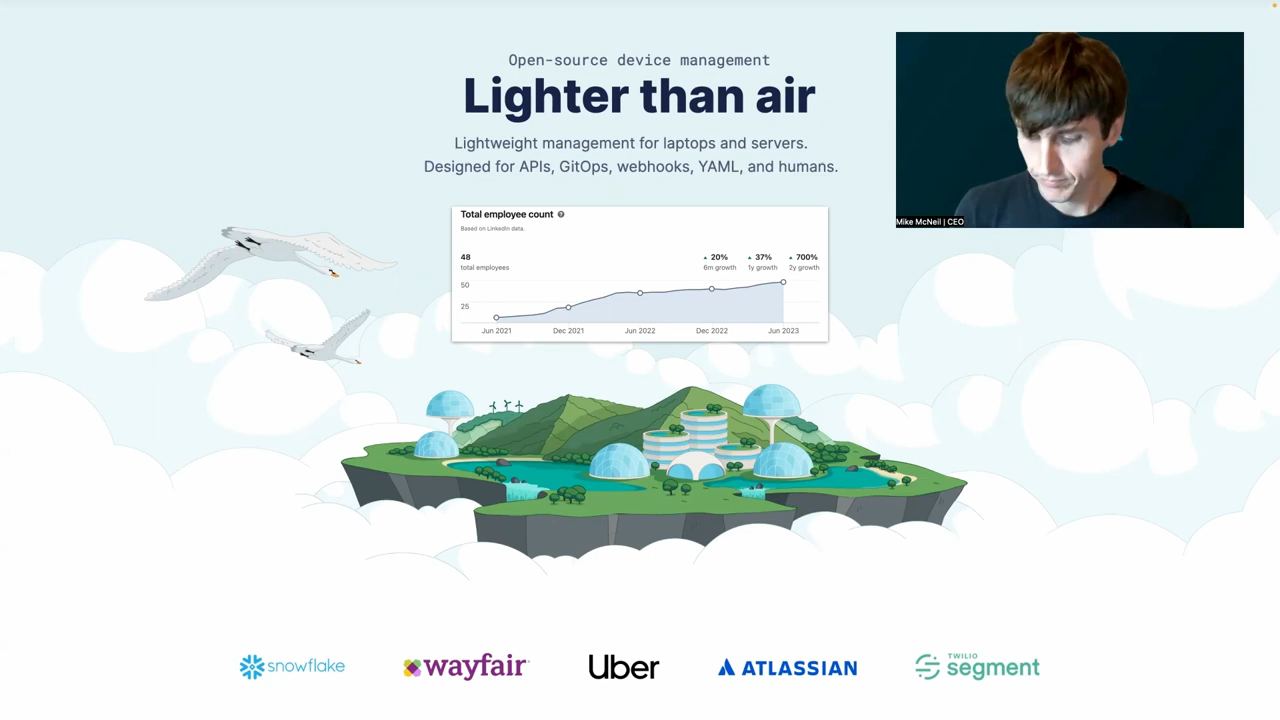 Open-source device management
Lighter than air
Lightweight management for laptops and servers.
Designed for APIs, GitOps, webhooks, YAML, and humans.
Mike McNeil | CEO
Total employee count ?
Based on LinkedIn data.
48
total employees
20%
6m growth
37%
1y growth
700%
2y growth
50
25
Jun 2021
Dec 2021
Jun 2022
Dec 2022
Jun 2023
snowflake
wayfair
Uber
ATLASSIAN
TWILIO
segment